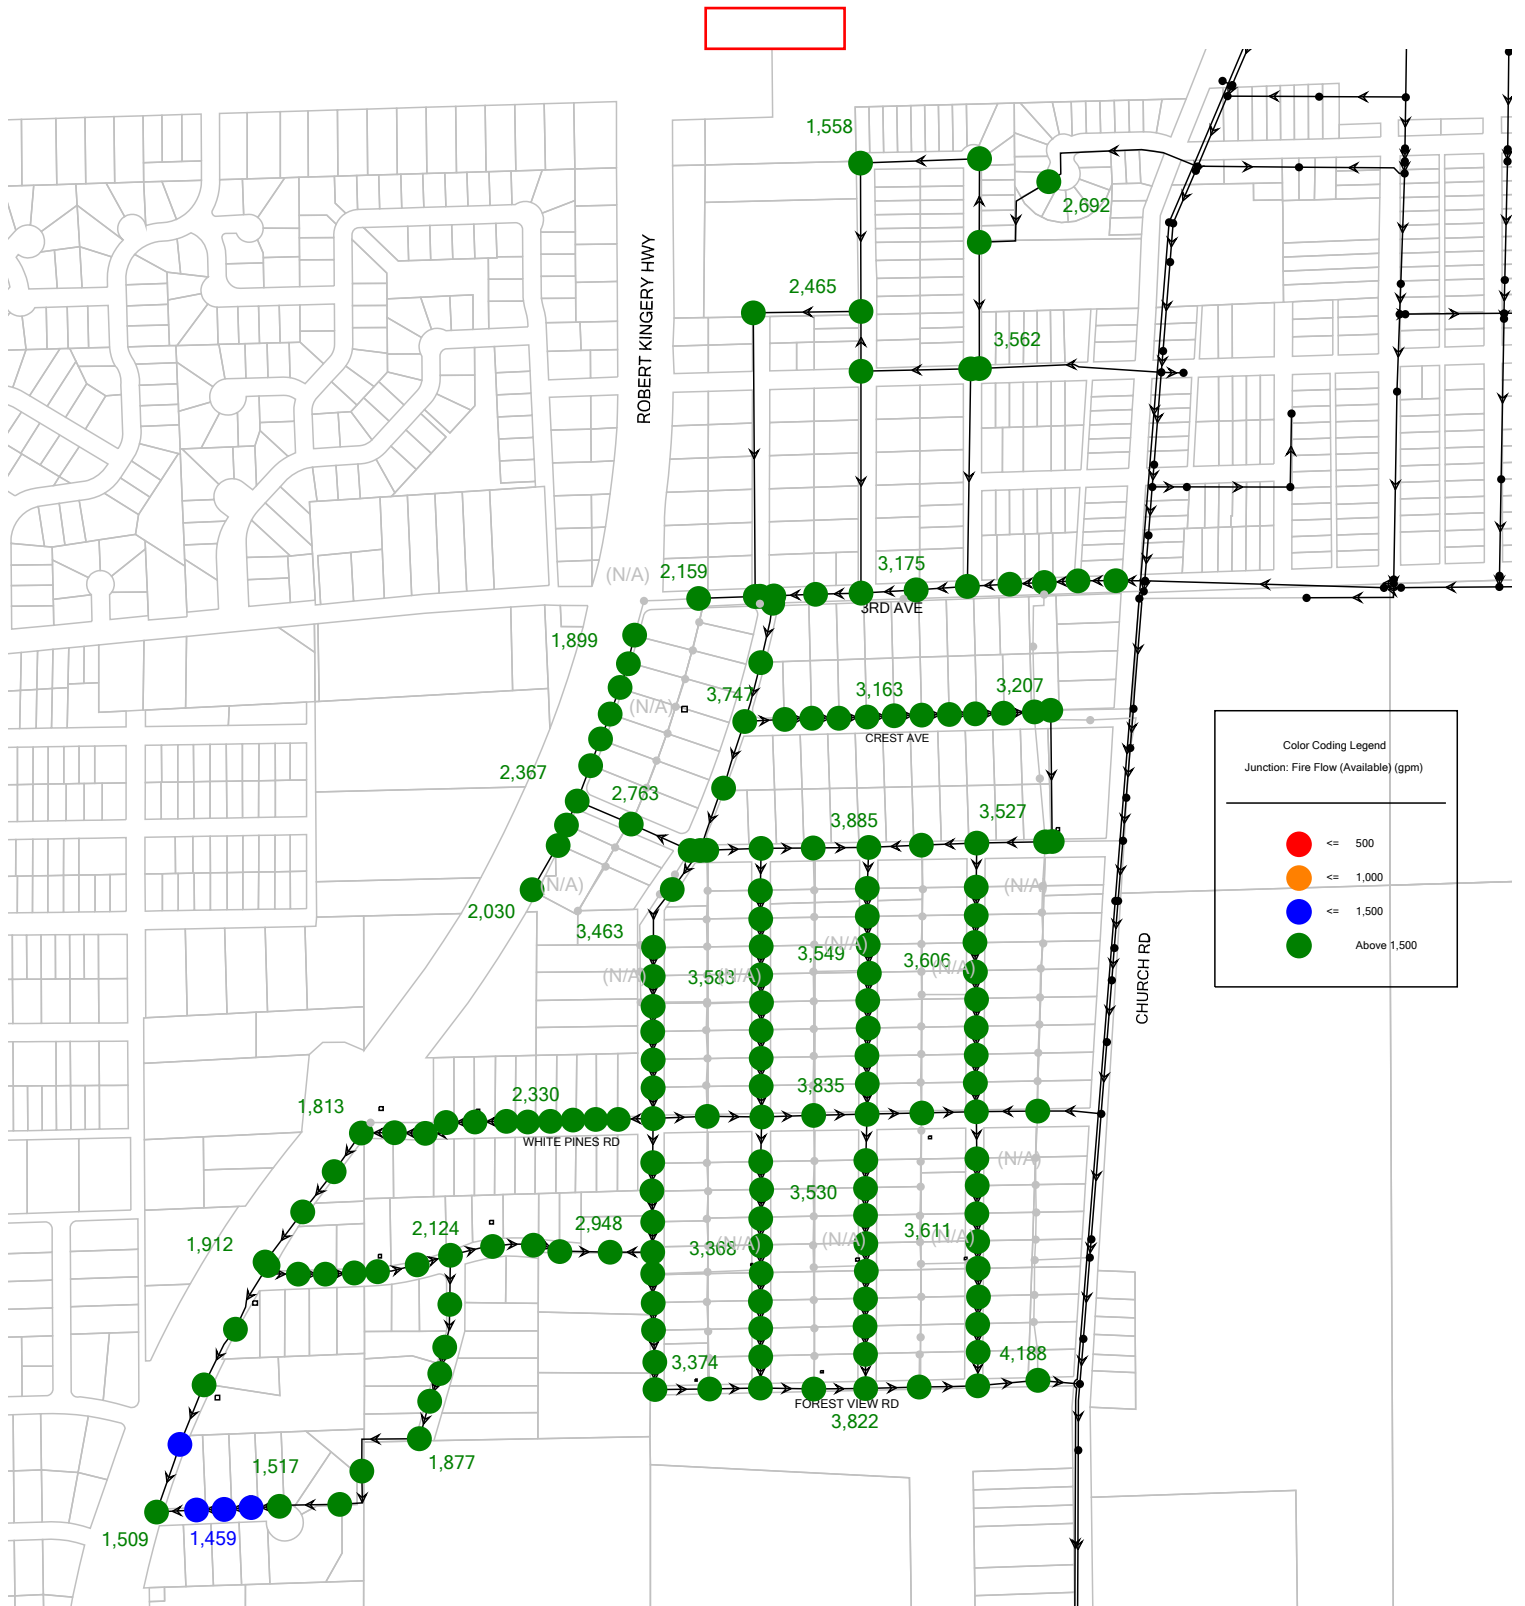 1,558
2,692
ROBERT KINGERY HWY
2,465
3,562
(N/A)
2,159
3,175
3RD AVE
1,899
(N/A)
3,747
3,163
3,207
CREST AVE
2,367
2,763
3,885
3,527
Color Coding Legend
Junction: Fire Flow (Available) (gpm)
<= 500
<= 1,000
<= 1,500
Above 1,500
(N/A)
(N/A)
2,030
3,463
(N/A)
3,549
3,606
(N/A)
(N/A)
3,583
(N/A)
CHURCH RD
2,330
3,835
1,813
WHITE PINES RD
(N/A)
3,530
1,912
2,124
2,948
3,368
(N/A)
(N/A)
3,611
(N/A)
3,374
4,188
FOREST VIEW RD
3,822
1,877
1,517
1,509
1,459